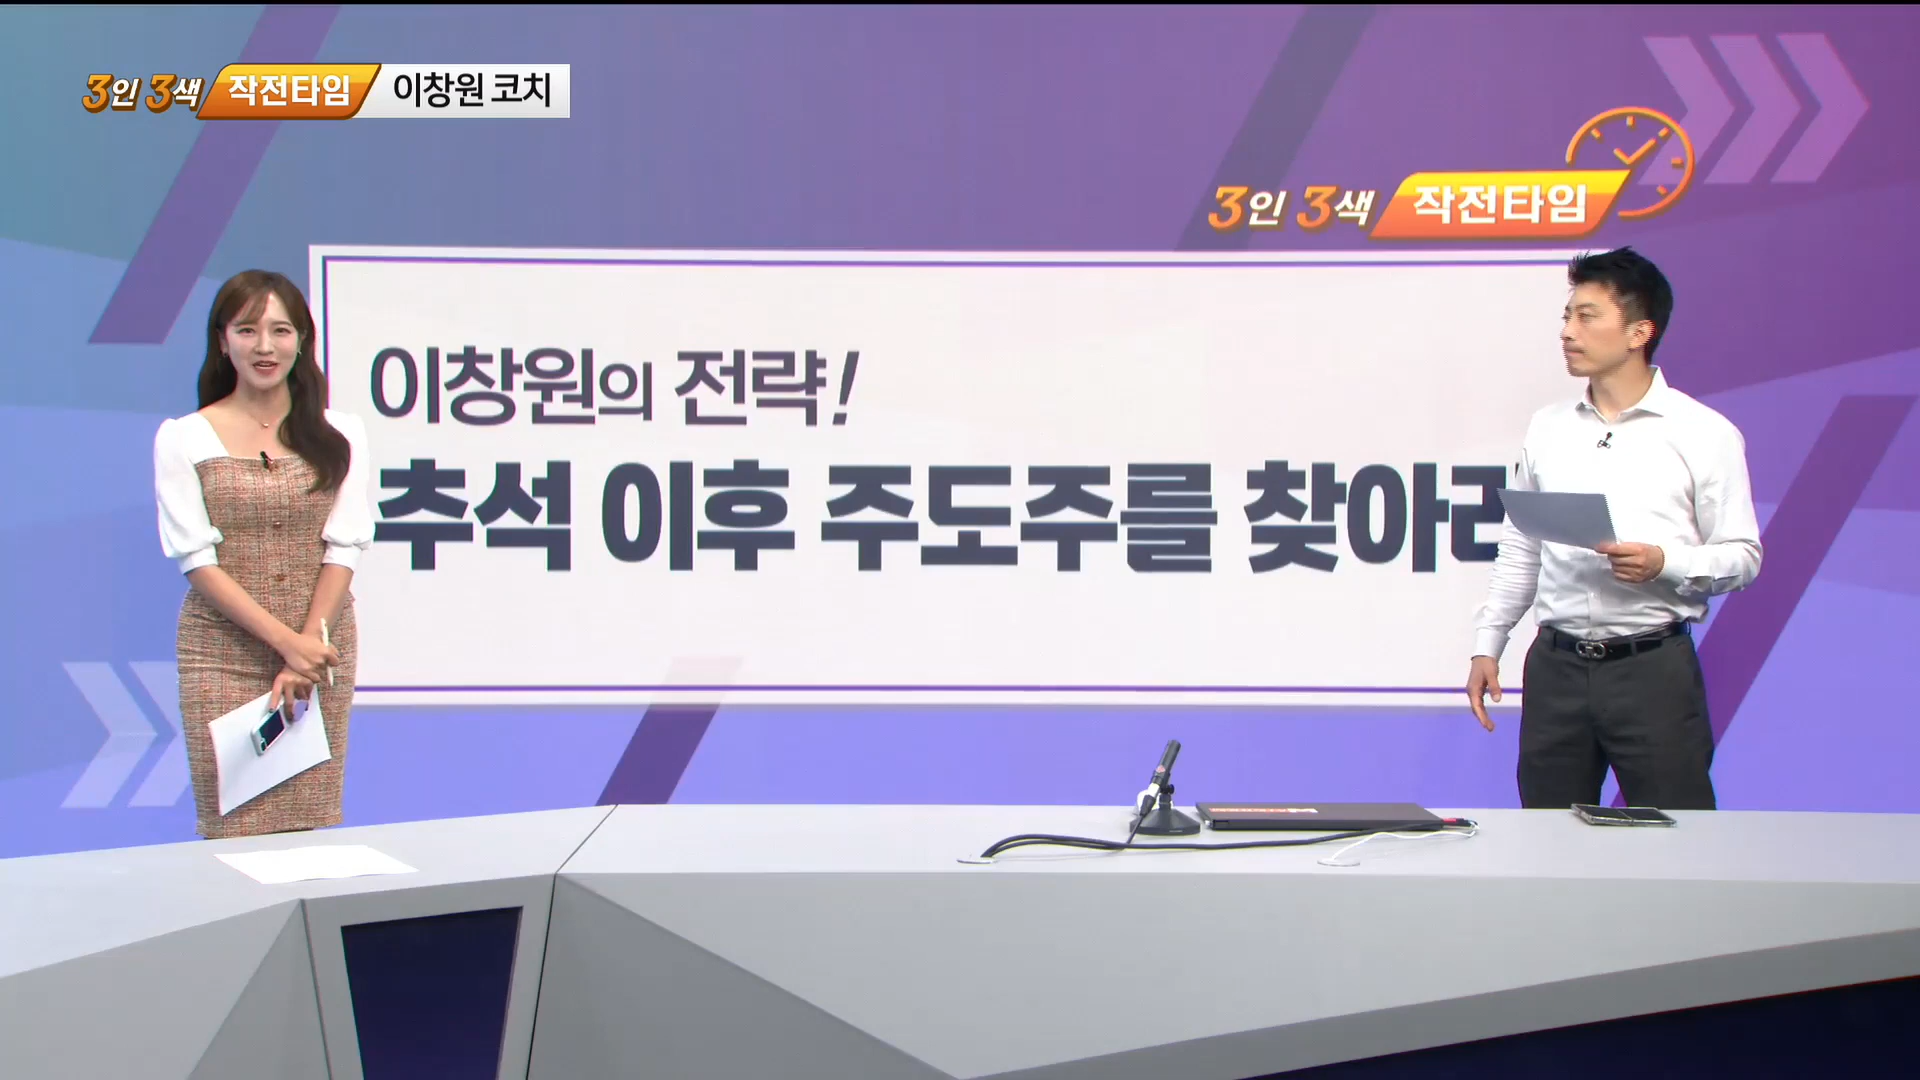 3인 3색 작전타임 이창원 코치
3인 3색 작전타임
이창원의 전략!
추석 이후 주도주를 찾아라